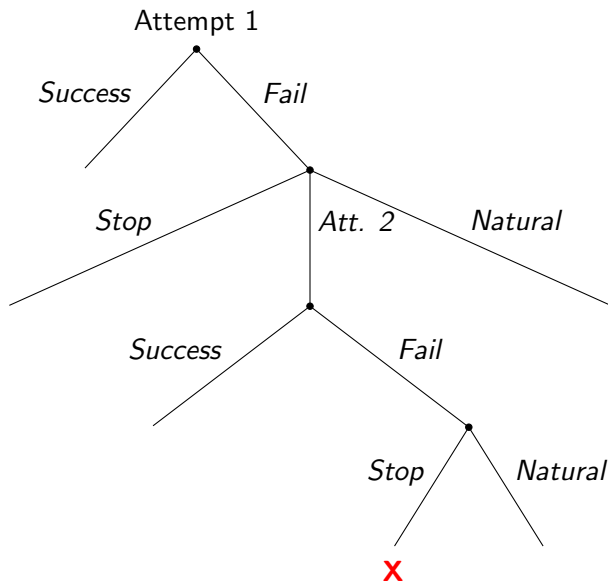 Attempt 1
Success
Fail
Stop
Att. 2
Natural
Success
Fail
Stop
Natural
X